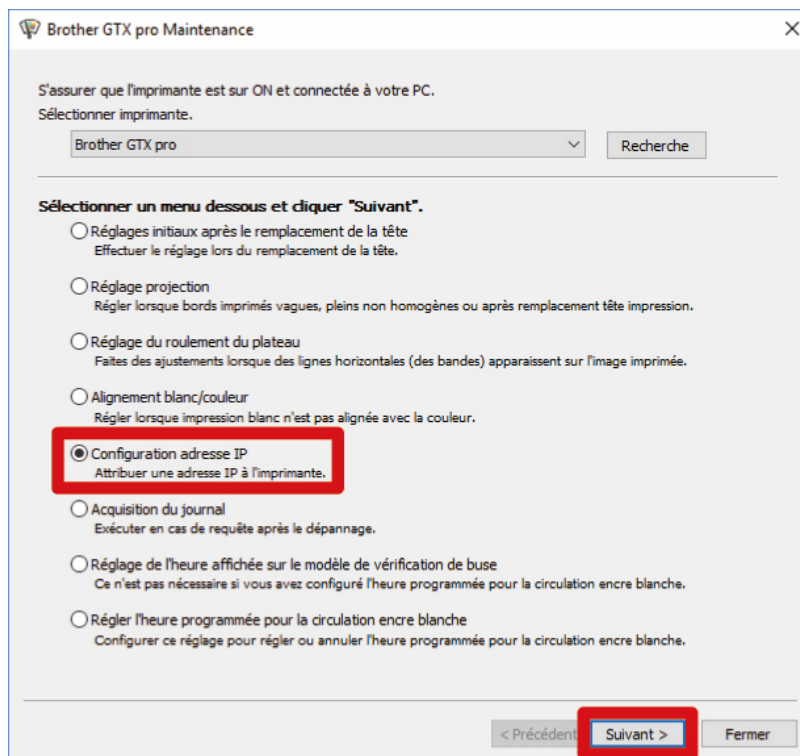 Brother GTX pro Maintenance
S'assurer que l'imprimante est sur ON et connectée à votre PC.
Sélectionner imprimante.
Brother GTX pro
Recherche
Sélectionner un menu dessous et cliquer "Suivant".
Réglages initiaux après le remplacement de la tête
Effectuer le réglage lors du remplacement de la tête.
Réglage projection
Régler lorsque bords imprimés vagues, pleins non homogènes ou après remplacement tête impression.
Réglage du roulement du plateau
Faites des ajustements lorsque des lignes horizontales (des bandes) apparaissent sur l'image imprimée.
Alignement blanc/couleur
Régler lorsque impression blanc n'est pas alignée avec la couleur.
Configuration adresse IP
Attribuer une adresse IP à l'imprimante.
Acquisition du journal
Exécuter en cas de requête après le dépannage.
Réglage de l'heure affichée sur le modèle de vérification de buse
Ce n'est pas nécessaire si vous avez configuré l'heure programmée pour la circulation encre blanche.
Régler l'heure programmée pour la circulation encre blanche
Configurer ce réglage pour régler ou annuler l'heure programmée pour la circulation encre blanche.
< Précédent Suivant > Fermer